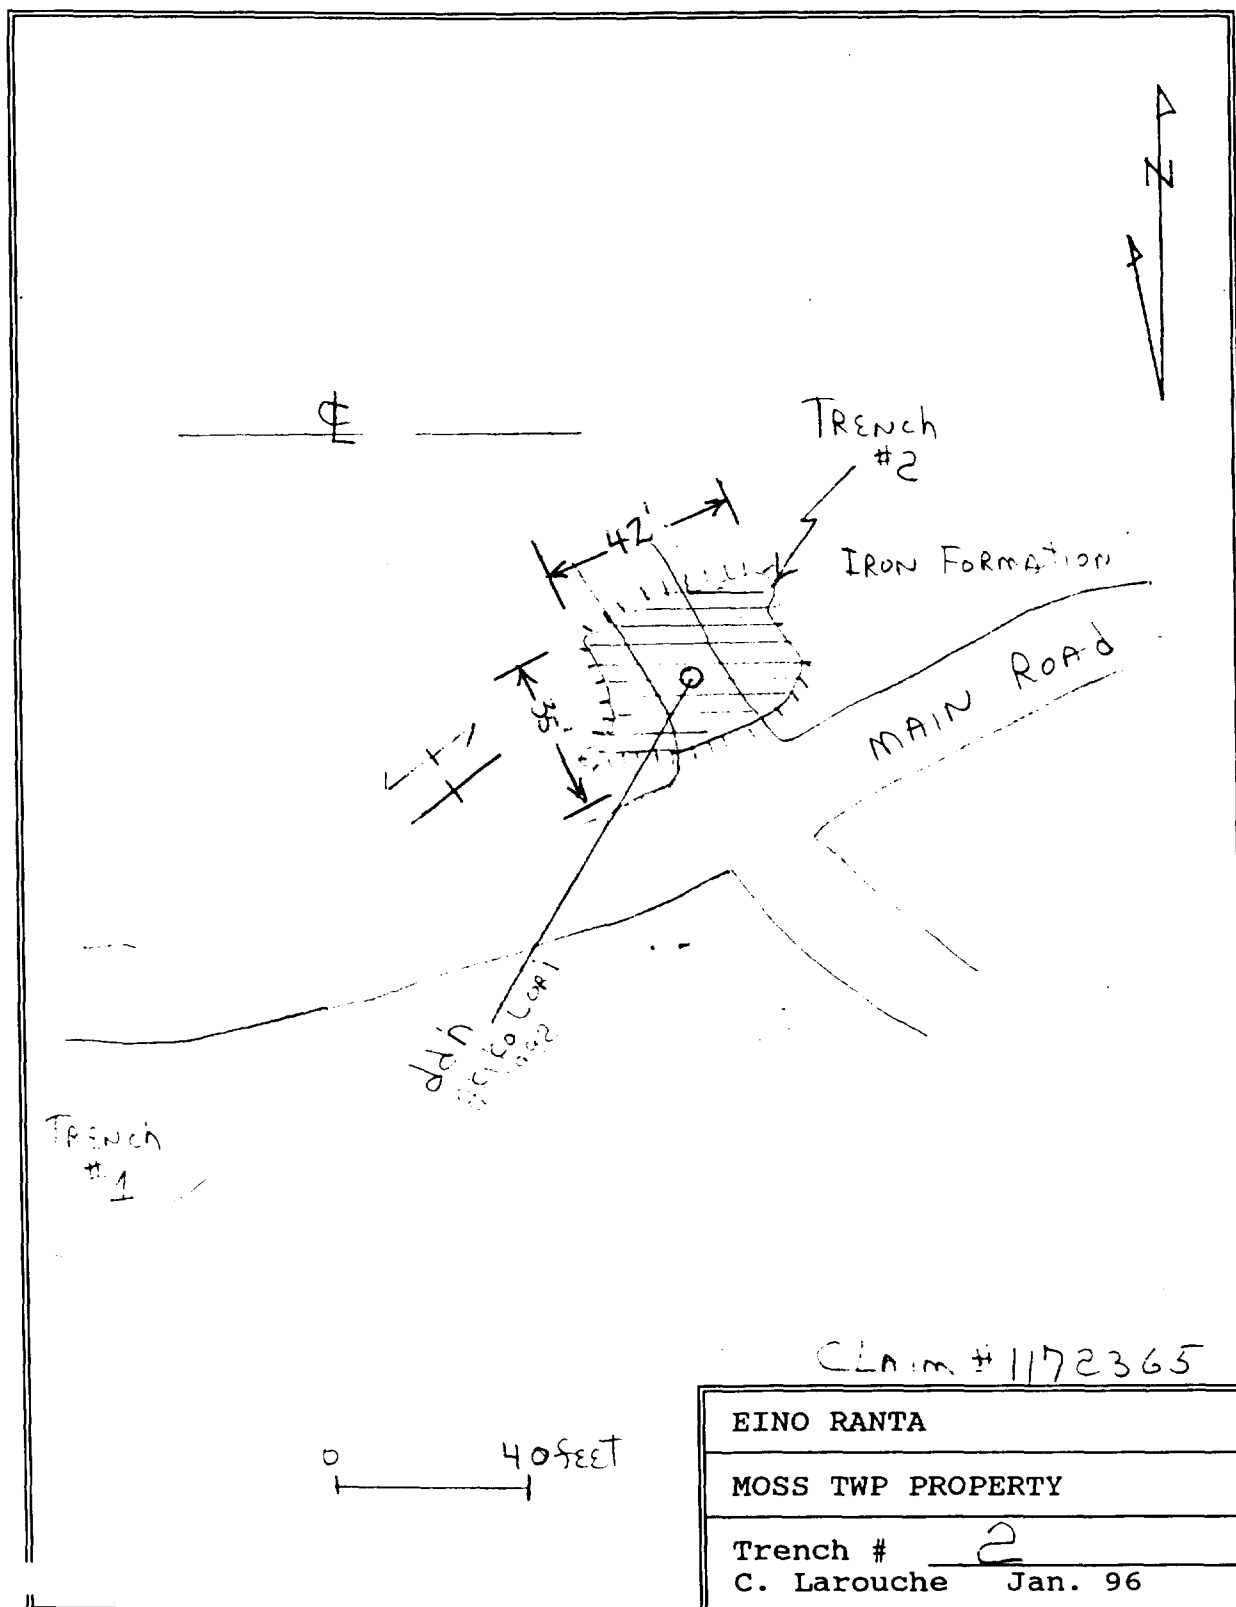 N
℄
TRENCH
#2
42'
IRON FORMATION
35'
MAIN ROAD
ddh
TRENCH
#1
CLAIM #1172365
0 40 feet
EINO RANTA
MOSS TWP PROPERTY
Trench # 2
C. Larouche Jan. 96